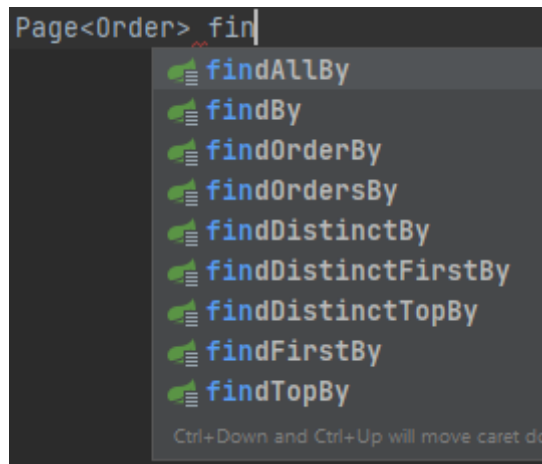 Page<Order> fin
findAllBy
findBy
findOrderBy
findOrdersBy
findDistinctBy
findDistinctFirstBy
findDistinctTopBy
findFirstBy
findTopBy
Ctrl+Down and Ctrl+Up will move caret